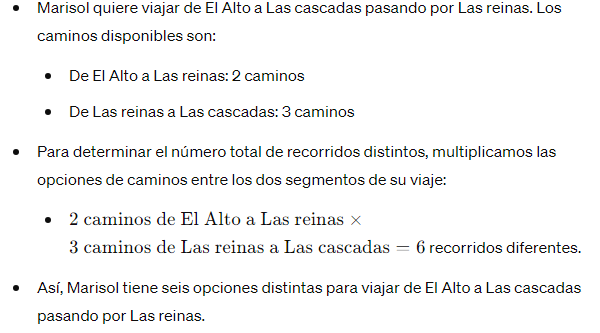 Marisol quiere viajar de El Alto a Las cascadas pasando por Las reinas. Los
caminos disponibles son:
De El Alto a Las reinas: 2 caminos
De Las reinas a Las cascadas: 3 caminos
Para determinar el número total de recorridos distintos, multiplicamos las
opciones de caminos entre los dos segmentos de su viaje:
2 caminos de El Alto a Las reinas ×
3 caminos de Las reinas a Las cascadas = 6 recorridos diferentes.
Así, Marisol tiene seis opciones distintas para viajar de El Alto a Las cascadas
pasando por Las reinas.